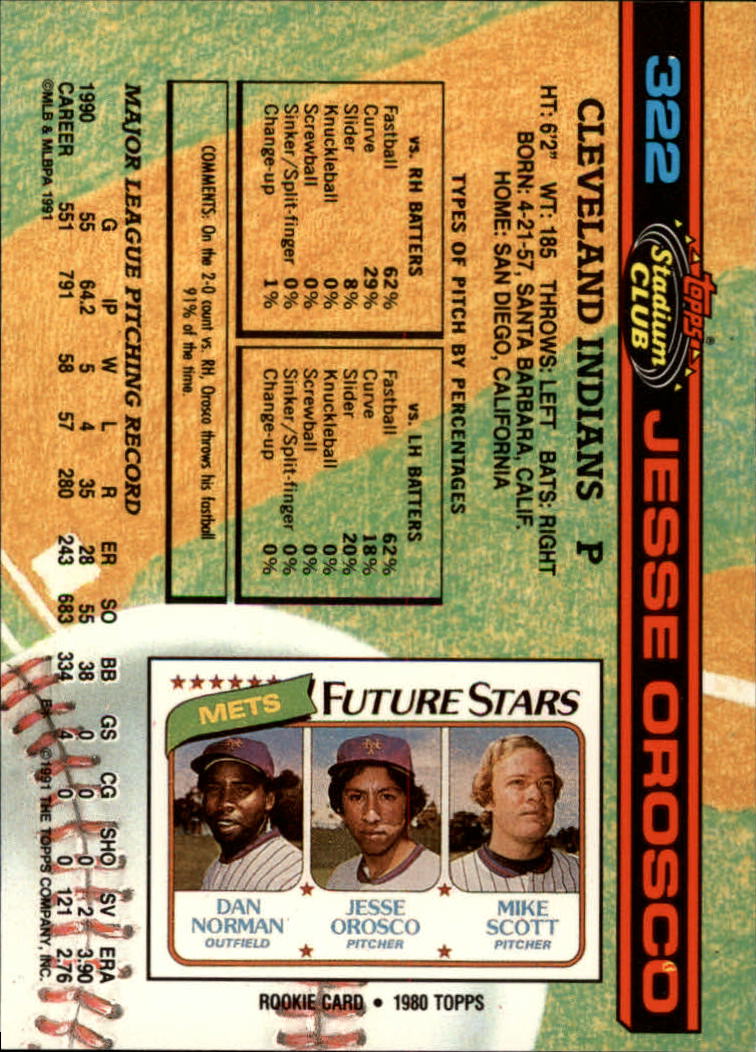 322
TOPPS®
Stadium
CLUB
JESSE OROSCO
CLEVELAND INDIANS P
HT: 6'2" WT: 185 THROWS: LEFT BATS: RIGHT
BORN: 4-21-57, SANTA BARBARA, CALIF.
HOME: SAN DIEGO, CALIFORNIA
TYPES OF PITCH BY PERCENTAGES
vs. RH BATTERS
Fastball 62%
Curve 29%
Slider 8%
Knuckleball 0%
Screwball 0%
Sinker/Split-finger 0%
Change-up 1%
vs. LH BATTERS
Fastball 62%
Curve 18%
Slider 20%
Knuckleball 0%
Screwball 0%
Sinker/Split-finger 0%
Change-up 0%
COMMENTS: On the 2-0 count vs. RH, Orosco throws his fastball
91% of the time.
FUTURE STARS
METS
DAN
NORMAN
OUTFIELD
JESSE
OROSCO
PITCHER
MIKE
SCOTT
PITCHER
ROOKIE CARD • 1980 TOPPS
MAJOR LEAGUE PITCHING RECORD
G IP W L R ER SO BB GS CG SHO SV ERA
1990 55 64.2 5 4 35 28 55 38 0 0 0 2 3.90
CAREER 551 791 58 57 280 243 683 334 4 0 0 121 2.76
©MLB & MLBPA 1991
©1991 THE TOPPS COMPANY, INC.